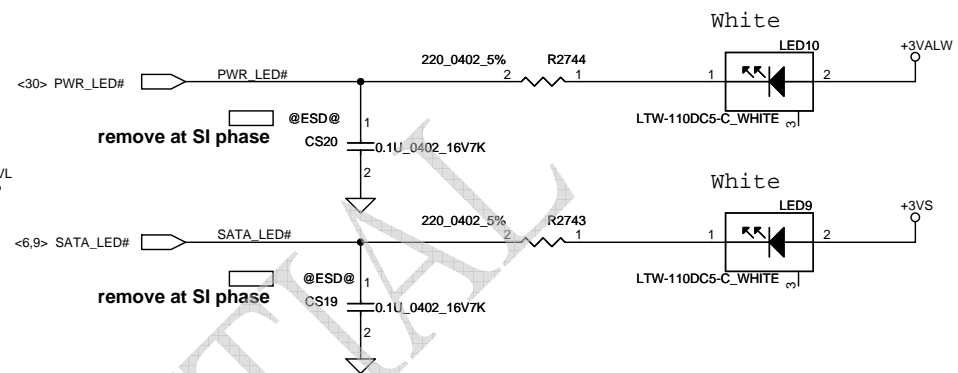 White
LED10
+3VALW
220_0402_5% R2744
<30> PWR_LED# PWR_LED# 2 1 1 2
LTW-110DC5-C_WHITE 3
@ESD@ 1
remove at SI phase CS20 0.1U_0402_16V7K
2
VL
White
LED9
+3VS
220_0402_5% R2743
<6,9> SATA_LED# SATA_LED# 2 1 1 2
LTW-110DC5-C_WHITE 3
@ESD@ 1
remove at SI phase CS19 0.1U_0402_16V7K
2
TIAL